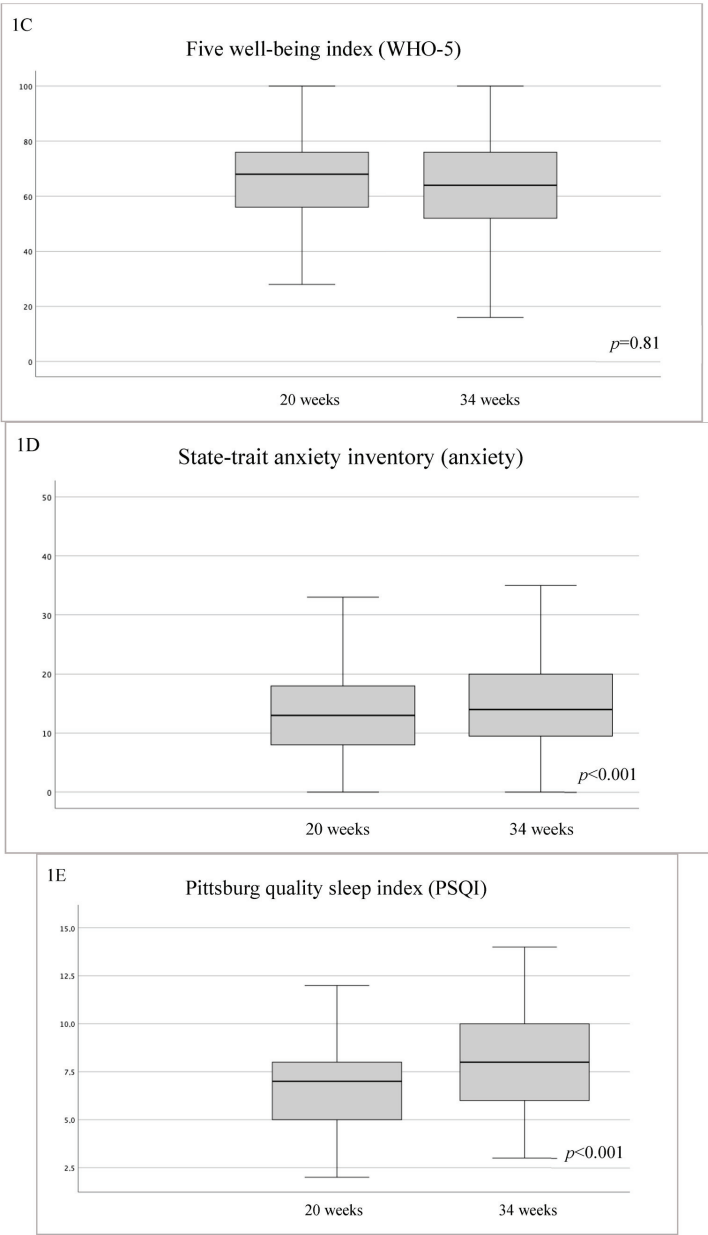 1C
Five well-being index (WHO-5)
100
80
60
40
20
0
p=0.81
20 weeks 34 weeks
1D
State-trait anxiety inventory (anxiety)
50
40
30
20
10
0
p<0.001
20 weeks 34 weeks
1E
Pittsburg quality sleep index (PSQI)
15.0
12.5
10.0
7.5
5.0
2.5
p<0.001
20 weeks 34 weeks